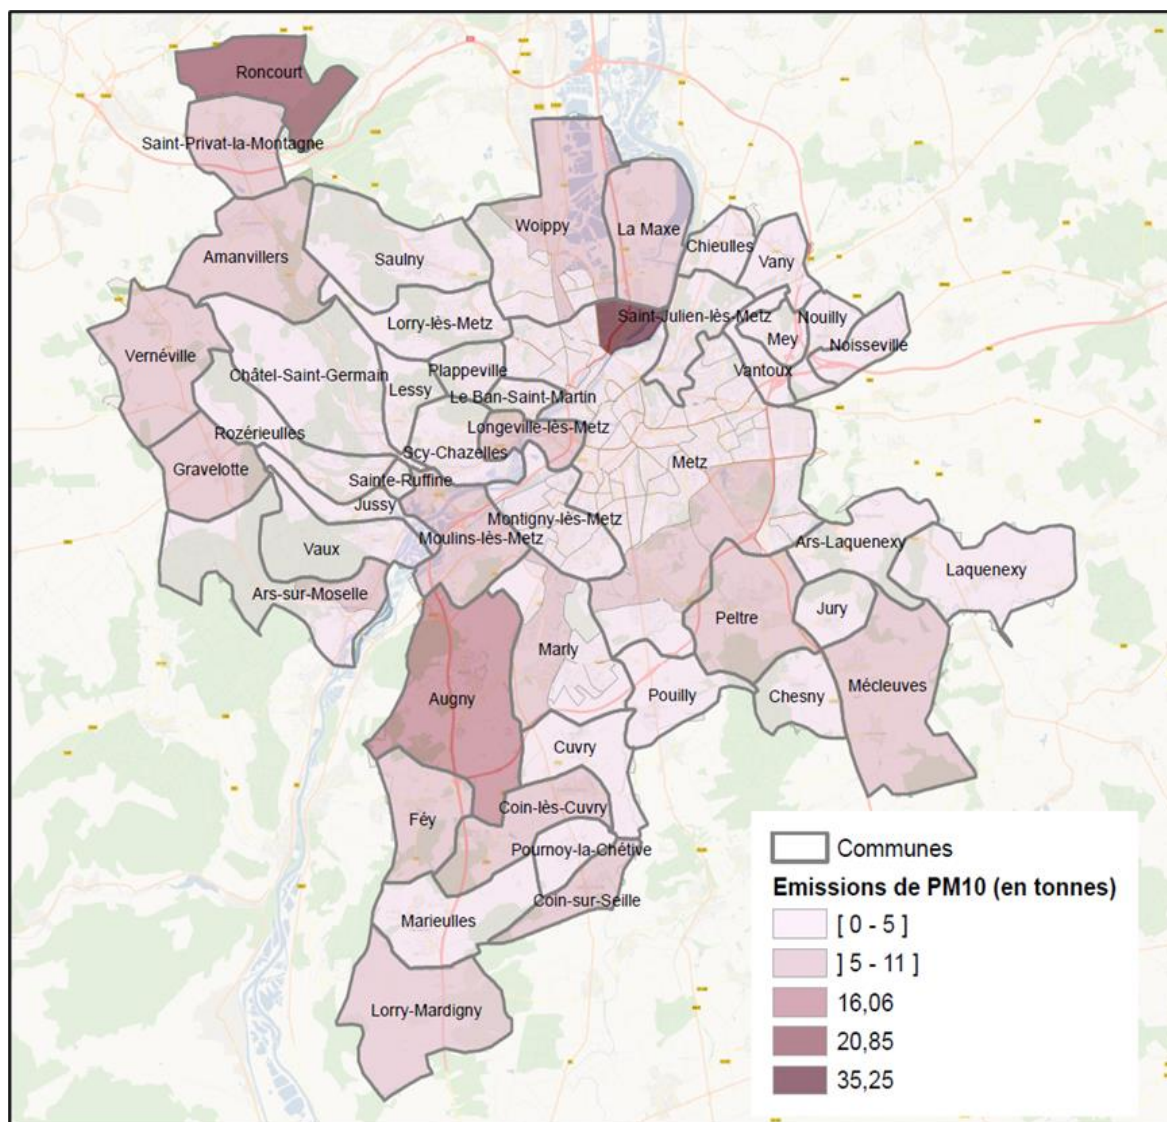 Roncourt
Saint-Privat-la-Montagne
Woippy
La Maxe
Chieulles
Amanvillers
Saulny
Vany
Saint-Julien-lès-Metz
Nouilly
Lorry-lès-Metz
Mey
Noisseville
Vernéville
Plappeville
Vantoux
Châtel-Saint-Germain
Lessy
Le Ban-Saint-Martin
Longeville-lès-Metz
Rozérieulles
Scy-Chazelles
Metz
Gravelotte
Sainte-Ruffine
Jussy
Montigny-lès-Metz
Moulins-lès-Metz
Vaux
Ars-Laquenexy
Laquenexy
Ars-sur-Moselle
Jury
Peltre
Marly
Mécleuves
Augny
Pouilly
Chesny
Cuvry
Coin-lès-Cuvry
Féy
Pournoy-la-Chétive
Coin-sur-Seille
Marieulles
Lorry-Mardigny
Communes
Emissions de PM10 (en tonnes)
[ 0 - 5 ]
] 5 - 11 ]
16,06
20,85
35,25